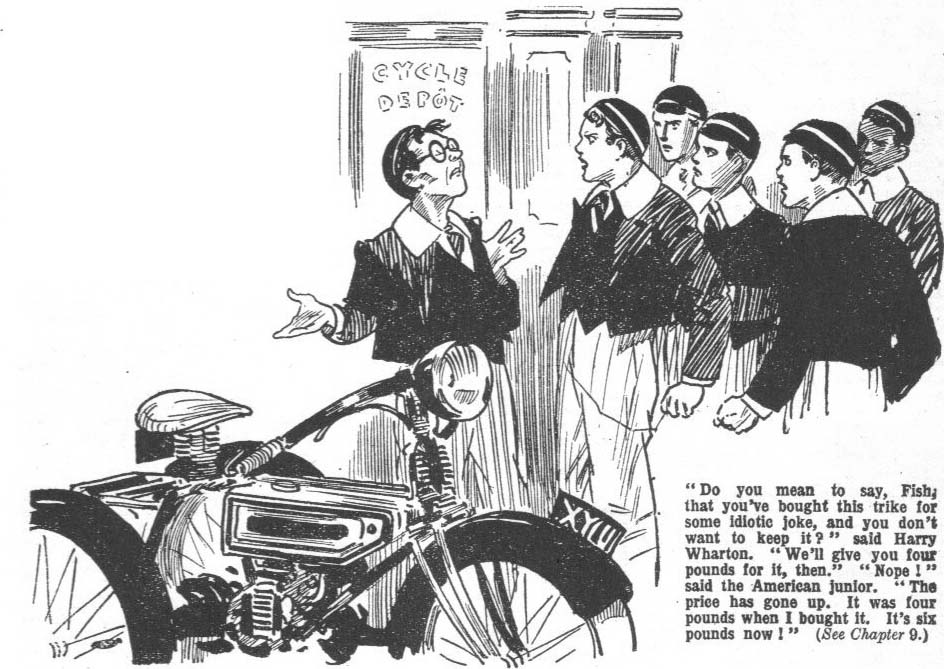 CYCLE
DEPÔT
XY111
"Do you mean to say, Fish,
that you've bought this trike for
some idiotic joke, and you don't
want to keep it?" said Harry
Wharton. "We'll give you four
pounds for it, then." "Nope!"
said the American junior. "The
price has gone up. It was four
pounds when I bought it. It's six
pounds now!" (See Chapter 9.)